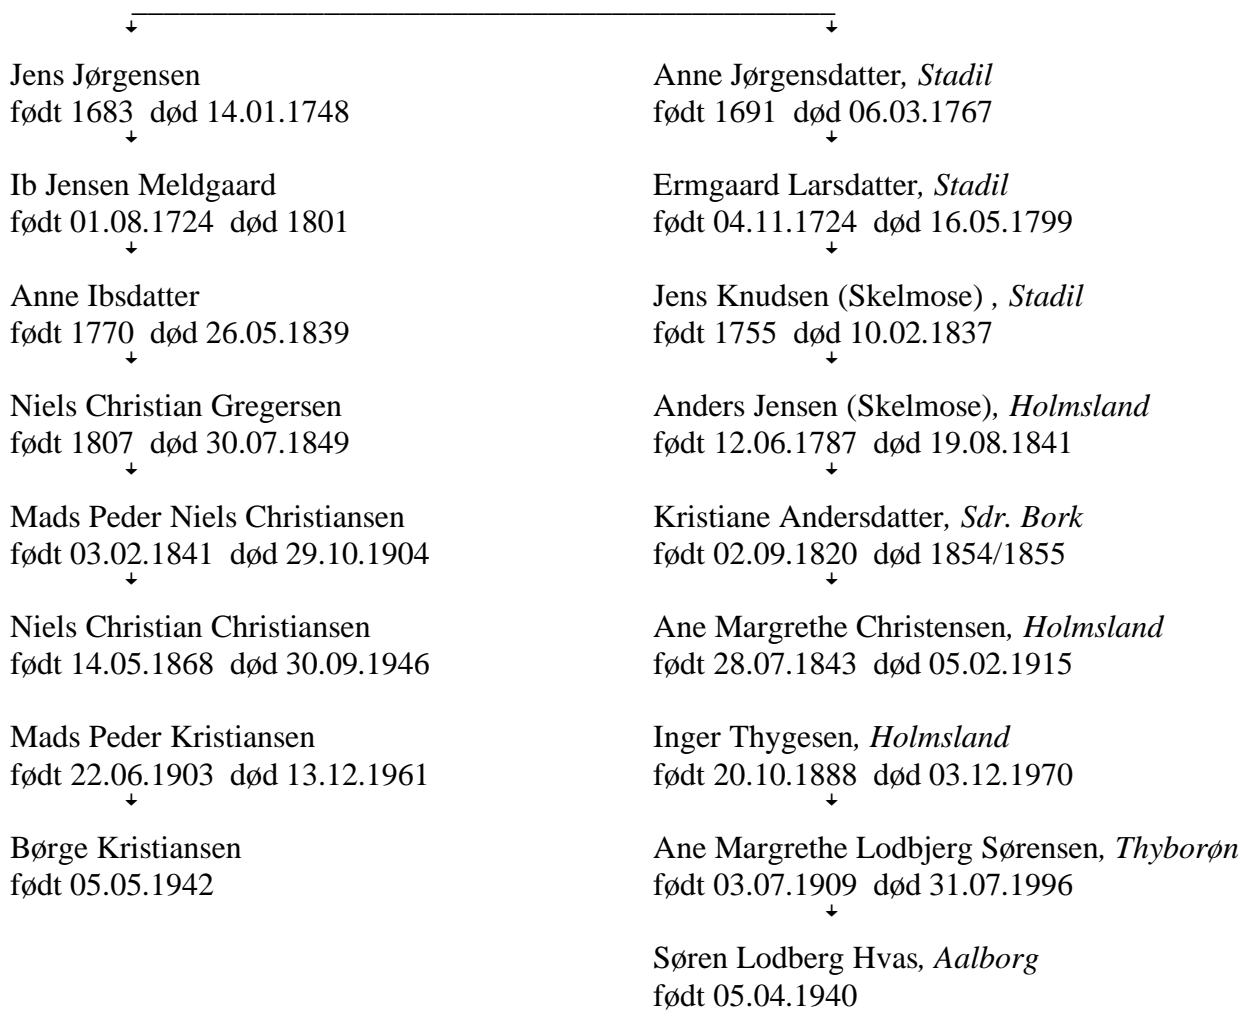 Jens Jørgensen
født 1683 død 14.01.1748
Ib Jensen Meldgaard
født 01.08.1724 død 1801
Anne Ibsdatter
født 1770 død 26.05.1839
Niels Christian Gregersen
født 1807 død 30.07.1849
Mads Peder Niels Christiansen
født 03.02.1841 død 29.10.1904
Niels Christian Christiansen
født 14.05.1868 død 30.09.1946
Mads Peder Kristiansen
født 22.06.1903 død 13.12.1961
Børge Kristiansen
født 05.05.1942
Anne Jørgensdatter, Stadil
født 1691 død 06.03.1767
Ermgaard Larsdatter, Stadil
født 04.11.1724 død 16.05.1799
Jens Knudsen (Skelmose) , Stadil
født 1755 død 10.02.1837
Anders Jensen (Skelmose), Holmsland
født 12.06.1787 død 19.08.1841
Kristiane Andersdatter, Sdr. Bork
født 02.09.1820 død 1854/1855
Ane Margrethe Christensen, Holmsland
født 28.07.1843 død 05.02.1915
Inger Thygesen, Holmsland
født 20.10.1888 død 03.12.1970
Ane Margrethe Lodbjerg Sørensen, Thyborøn
født 03.07.1909 død 31.07.1996
Søren Lodberg Hvas, Aalborg
født 05.04.1940